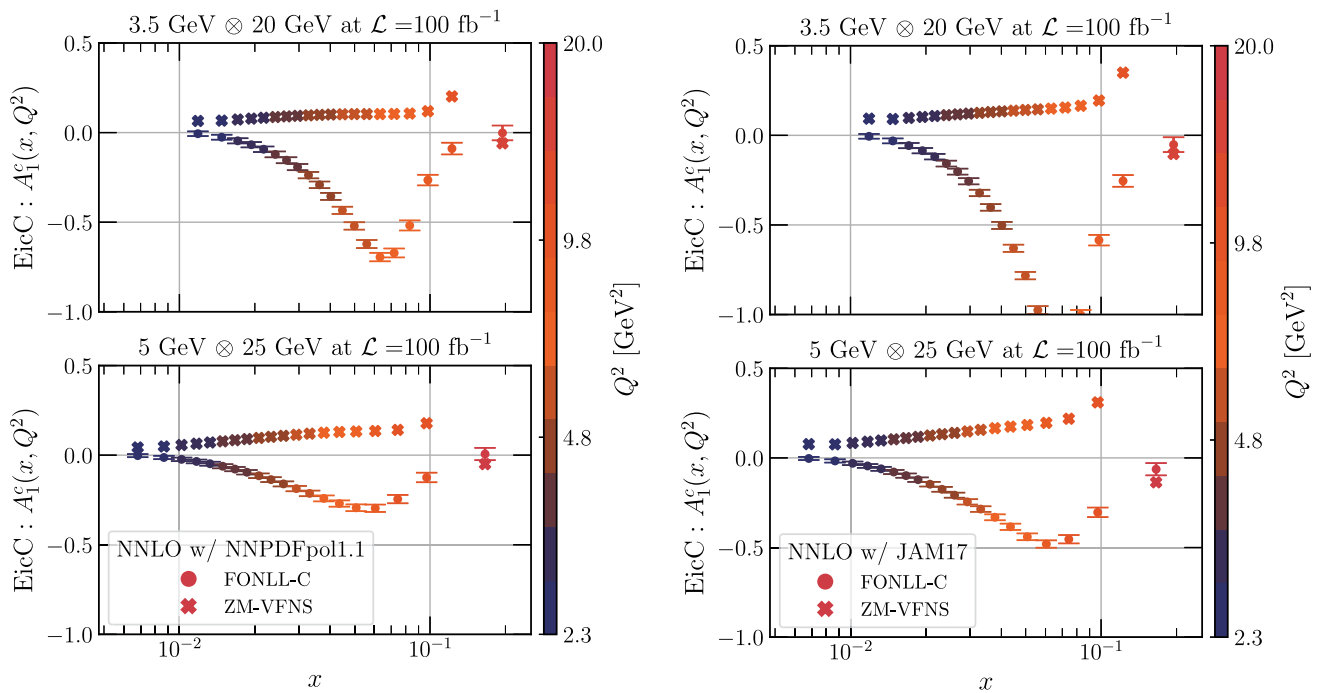 3.5 GeV ⊗ 20 GeV at ℒ =100 fb⁻¹
EicC : A₁ᶜ(x, Q²)
0.5
0.0
−0.5
−1.0
5 GeV ⊗ 25 GeV at ℒ =100 fb⁻¹
EicC : A₁ᶜ(x, Q²)
0.5
0.0
−0.5
−1.0
NNLO w/ NNPDFpol1.1
FONLL-C
ZM-VFNS
10⁻²
10⁻¹
x
20.0
9.8
4.8
2.3
Q² [GeV²]
3.5 GeV ⊗ 20 GeV at ℒ =100 fb⁻¹
EicC : A₁ᶜ(x, Q²)
0.5
0.0
−0.5
−1.0
5 GeV ⊗ 25 GeV at ℒ =100 fb⁻¹
EicC : A₁ᶜ(x, Q²)
0.5
0.0
−0.5
−1.0
NNLO w/ JAM17
FONLL-C
ZM-VFNS
10⁻²
10⁻¹
x
20.0
9.8
4.8
2.3
Q² [GeV²]